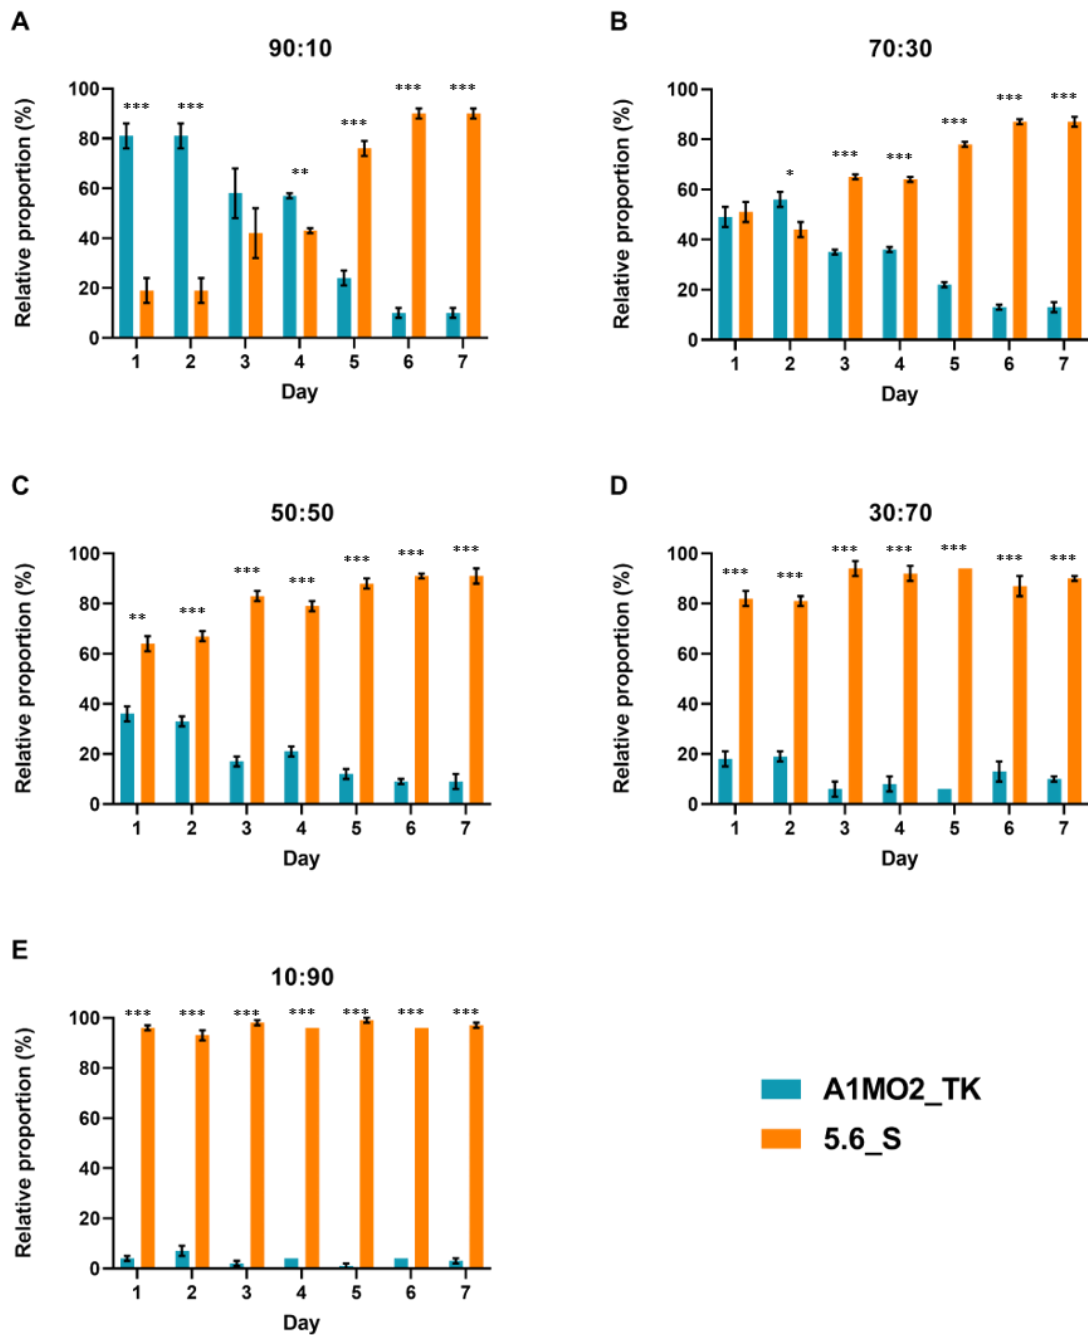 A
90:10
*** *** ** *** *** ***
Relative proportion (%)
100
80
60
40
20
0
1 2 3 4 5 6 7
Day
B
70:30
* *** *** *** *** ***
Relative proportion (%)
100
80
60
40
20
0
1 2 3 4 5 6 7
Day
C
50:50
** *** *** *** *** *** ***
Relative proportion (%)
100
80
60
40
20
0
1 2 3 4 5 6 7
Day
D
30:70
*** *** *** *** *** *** ***
Relative proportion (%)
100
80
60
40
20
0
1 2 3 4 5 6 7
Day
E
10:90
*** *** *** *** *** *** ***
Relative proportion (%)
100
80
60
40
20
0
1 2 3 4 5 6 7
Day
A1MO2_TK
5.6_S